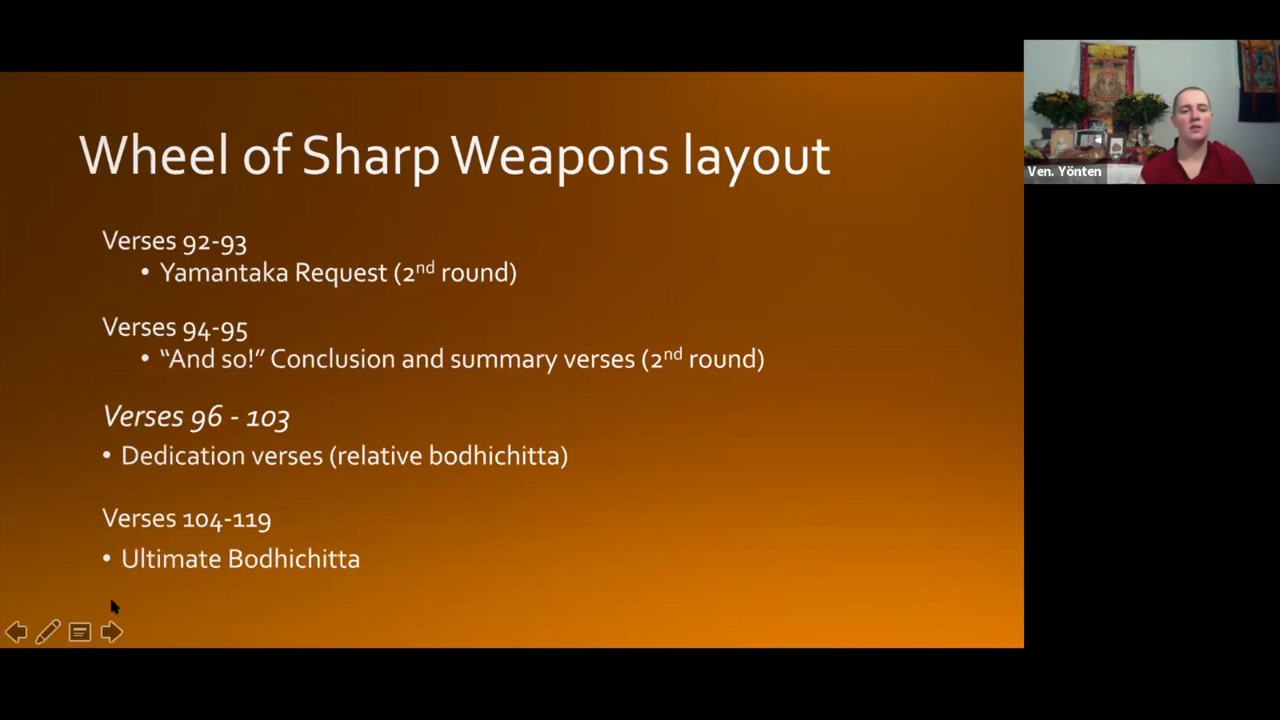 Wheel of Sharp Weapons layout
Verses 92-93
• Yamantaka Request (2nd round)
Verses 94-95
• “And so!” Conclusion and summary verses (2nd round)
Verses 96 - 103
• Dedication verses (relative bodhichitta)
Verses 104-119
• Ultimate Bodhichitta
Ven. Yönten